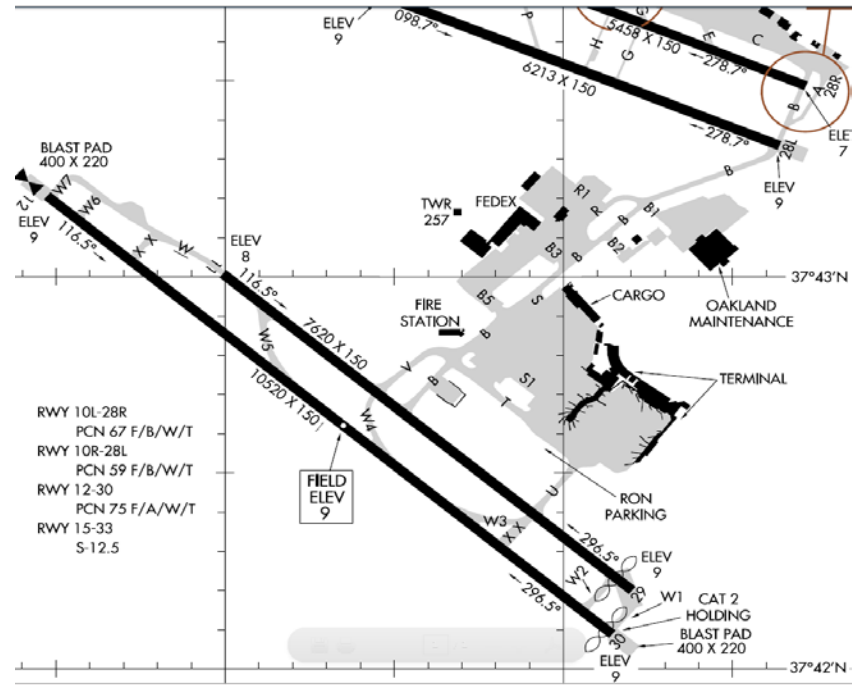 ELEV
9
098.7°
P
H
G
G
5458 X 150
E
C
278.7°
6213 X 150
278.7°
A
B
28R
28L
ELEV
9
7
B
BLAST PAD
400 X 220
W7
W6
12
ELEV
9
116.5°
X X
W
ELEV
8
116.5°
7620 X 150
TWR
257
FEDEX
R1
R
B
B1
B2
B3
B
B5
S
B
37°43'N
OAKLAND
MAINTENANCE
CARGO
FIRE
STATION
TERMINAL
W5
10520 X 150
V
B
S1
T
W4
RWY 10L-28R
PCN 67 F/B/W/T
RWY 10R-28L
PCN 59 F/B/W/T
RWY 12-30
PCN 75 F/A/W/T
RWY 15-33
S-12.5
FIELD
ELEV
9
U
RON
PARKING
W3
X X
296.5°
296.5°
W2
ELEV
9
29
W1
CAT 2
HOLDING
30
BLAST PAD
400 X 220
ELEV
9
37°42'N